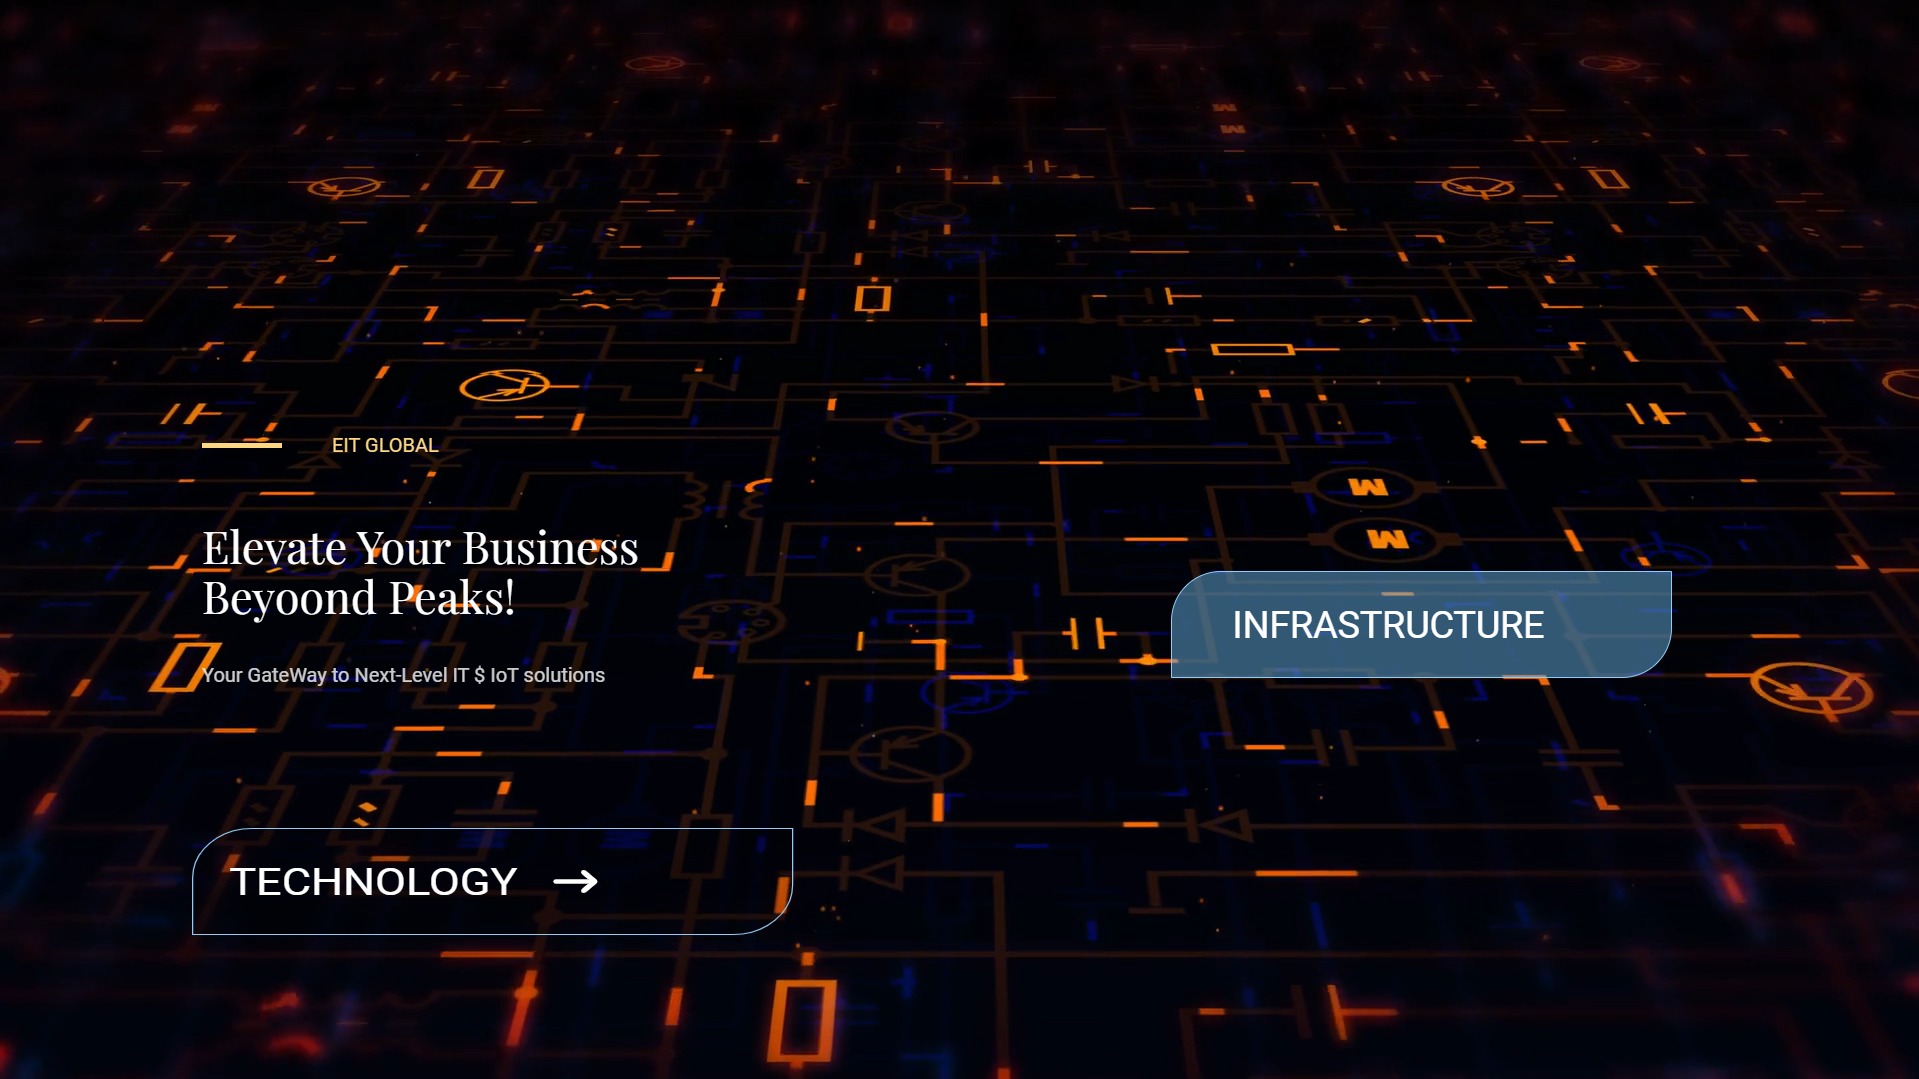 EIT GLOBAL
Elevate Your Business
Beyoond Peaks!
Your GateWay to Next-Level IT $ IoT solutions
INFRASTRUCTURE
TECHNOLOGY →